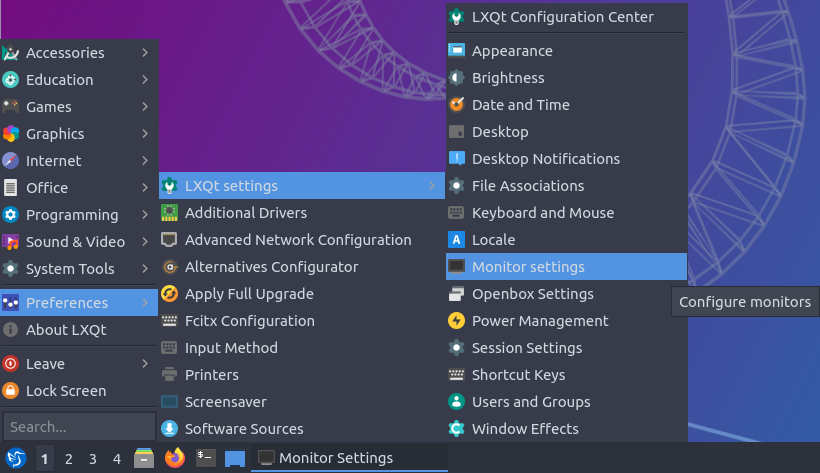 Accessories
Education
Games
Graphics
Internet
Office
Programming
Sound & Video
System Tools
Preferences
About LXQt
Leave
Lock Screen
Search...
LXQt settings
Additional Drivers
Advanced Network Configuration
Alternatives Configurator
Apply Full Upgrade
Fcitx Configuration
Input Method
Printers
Screensaver
Software Sources
LXQt Configuration Center
Appearance
Brightness
Date and Time
Desktop
Desktop Notifications
File Associations
Keyboard and Mouse
A Locale
Monitor settings
Openbox Settings
Power Management
Session Settings
Shortcut Keys
Users and Groups
Window Effects
Configure monitors
1 2 3 4 Monitor Settings